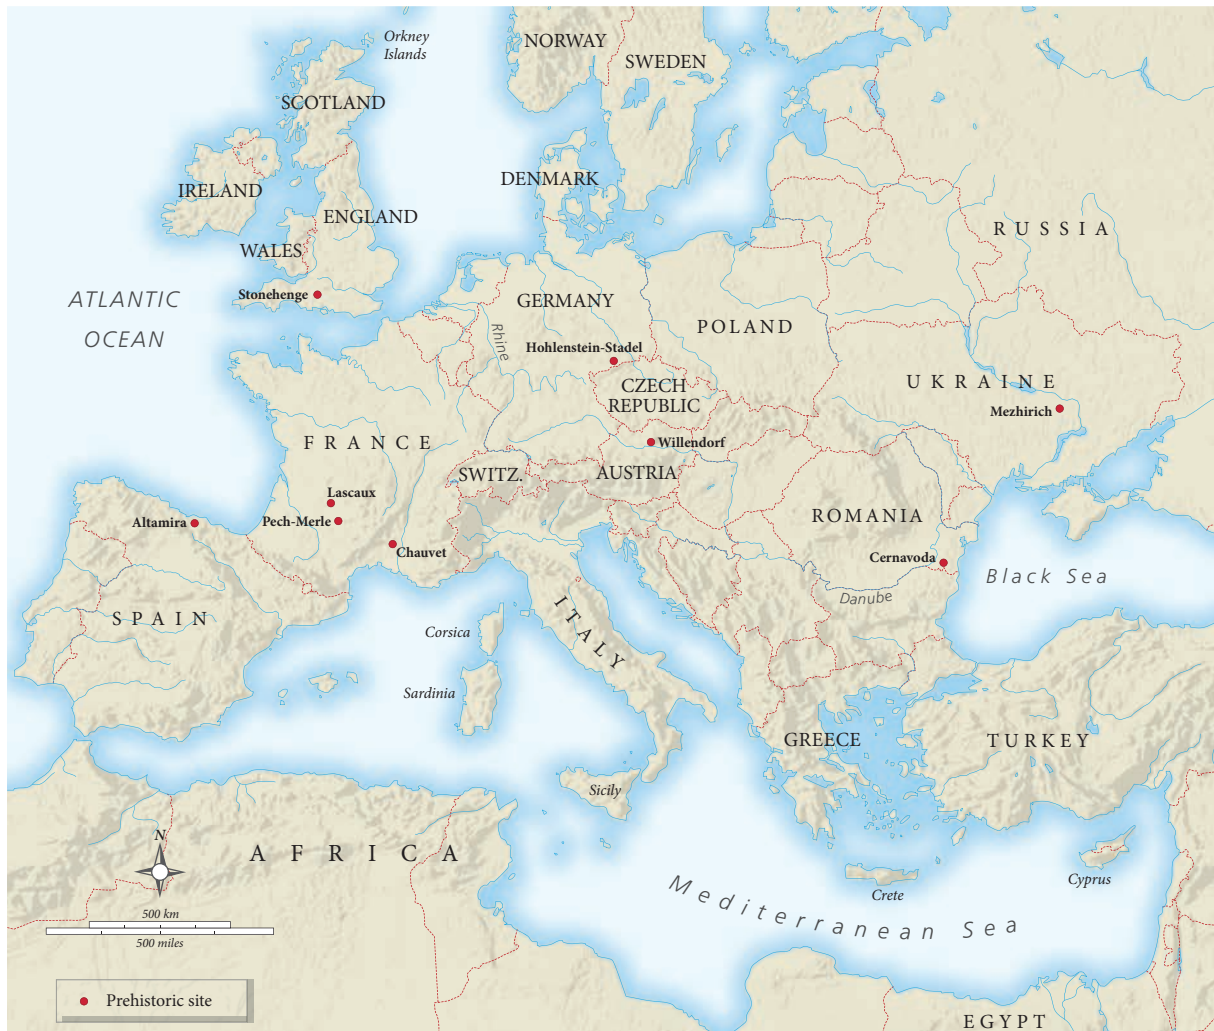 Orkney
Islands
NORWAY
SWEDEN
SCOTLAND
IRELAND
DENMARK
ENGLAND
RUSSIA
WALES
Stonehenge
ATLANTIC
OCEAN
GERMANY
POLAND
Rhine
Hohlenstein-Stadel
CZECH
REPUBLIC
UKRAINE
Mezhirich
FRANCE
Willendorf
SWITZ.
AUSTRIA
Lascaux
Altamira
Pech-Merle
ROMANIA
Chauvet
Cernavoda
Black Sea
Danube
SPAIN
Corsica
ITALY
Sardinia
GREECE
TURKEY
Sicily
N
AFRICA
Cyprus
Crete
Mediterranean Sea
500 km
500 miles
Prehistoric site
EGYPT